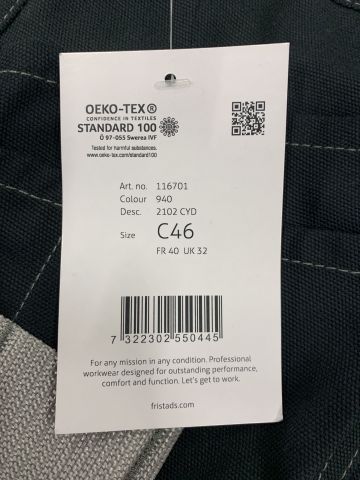 OEKO-TEX®
CONFIDENCE IN TEXTILES
STANDARD 100
Ö 97-055 Swerea IVF
Tested for harmful substances.
www.oeko-tex.com/standard100
Art. no. 116701
Colour 940
Desc. 2102 CYD
Size C46
FR 40 UK 32
7 322302 550445
For any mission in any condition. Professional
workwear designed for outstanding performance,
comfort and function. Let's get to work.
fristads.com